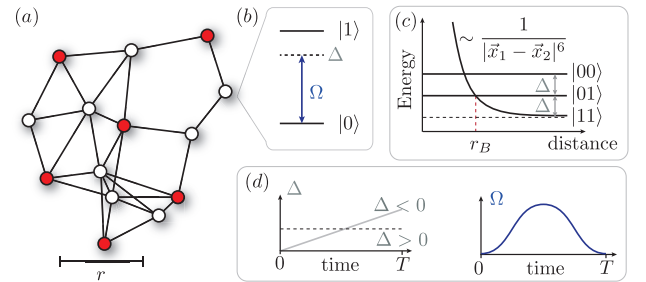 (a)
r
(b)
|1⟩
Δ
Ω
|0⟩
(c)
Energy
~ 1 / |x⃗₁ − x⃗₂|⁶
|00⟩
Δ
|01⟩
Δ
|11⟩
r_B
distance
(d)
Δ
Δ < 0
Δ > 0
0
time
T
Ω
0
time
T